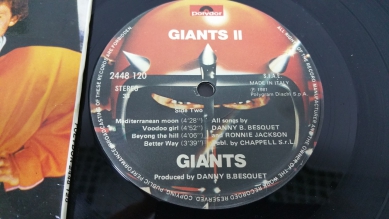 polydor
GIANTS II
2448 120
STEREO
S.I.A.E.
MADE IN ITALY
℗ 1981
Polygram Dischi S.r.l.
Side Two
Mediterranean moon (4'28")
Voodoo girl (4'52")
Beyong the hill (4'06")
Better Way (3'39")
All songs by
DANNY B. BESQUET
and RONNIE JACKSON
Publ. by CHAPPELL S.r.l.
GIANTS
Produced by DANNY B.BESQUET